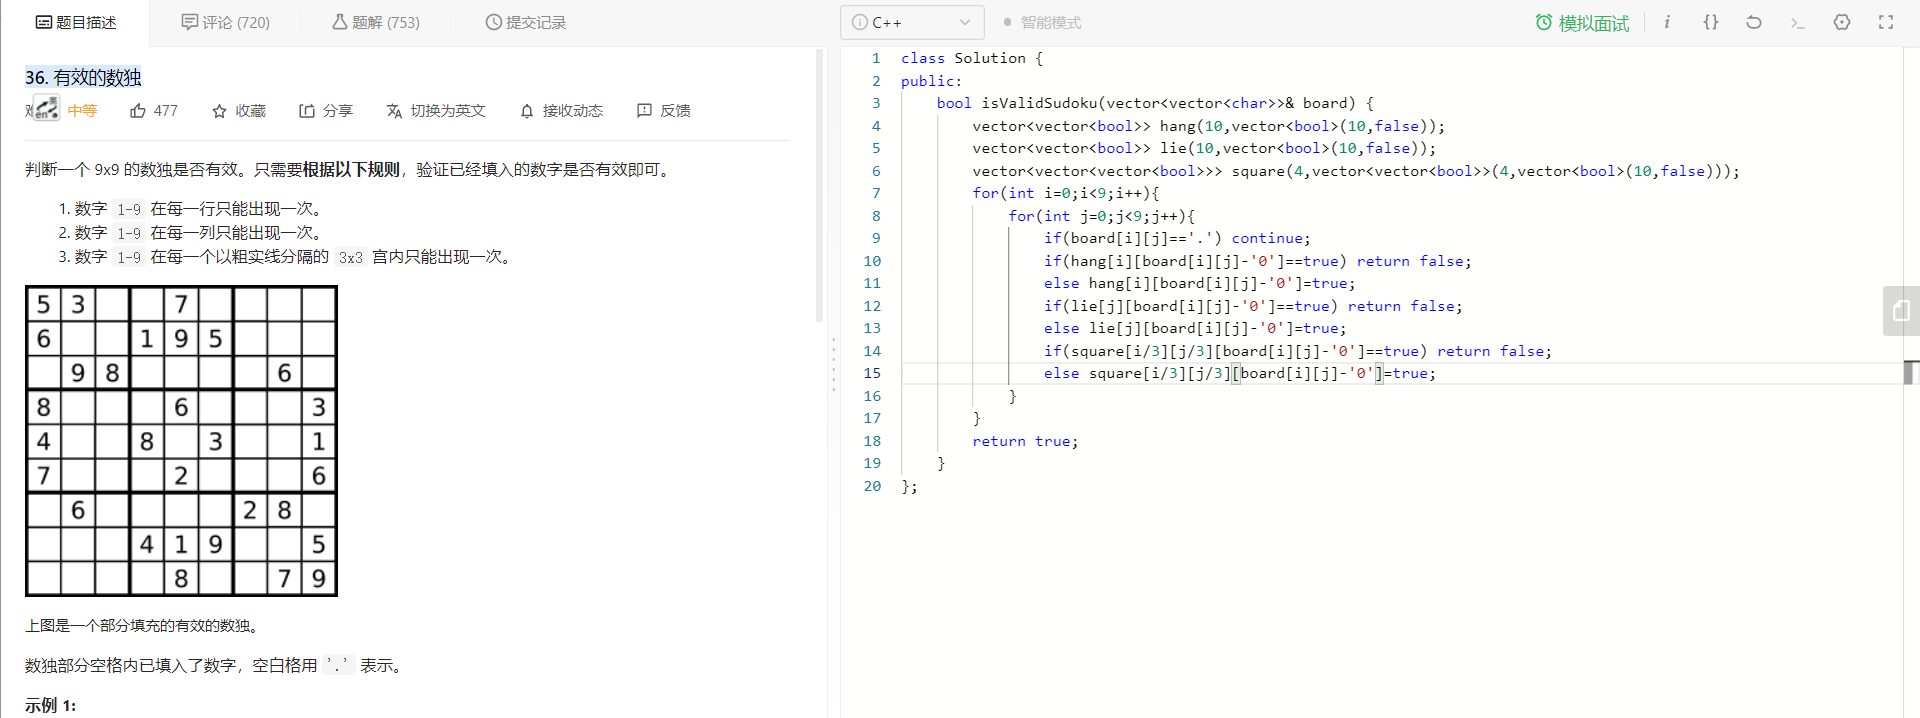 题目描述
评论 (720)
题解 (753)
提交记录
36. 有效的数独
中等
477
收藏
分享
切换为英文
接收动态
反馈
判断一个 9x9 的数独是否有效。只需要根据以下规则，验证已经填入的数字是否有效即可。
1. 数字 1-9 在每一行只能出现一次。
2. 数字 1-9 在每一列只能出现一次。
3. 数字 1-9 在每一个以粗实线分隔的 3x3 宫内只能出现一次。
5 3 7
6 1 9 5
9 8 6
8 6 3
4 8 3 1
7 2 6
6 2 8
4 1 9 5
8 7 9
上图是一个部分填充的有效的数独。
数独部分空格内已填入了数字，空白格用 '.' 表示。
示例 1:
C++
智能模式
模拟面试
1 class Solution {
2 public:
3 bool isValidSudoku(vector<vector<char>>& board) {
4 vector<vector<bool>> hang(10,vector<bool>(10,false));
5 vector<vector<bool>> lie(10,vector<bool>(10,false));
6 vector<vector<vector<bool>>> square(4,vector<vector<bool>>(4,vector<bool>(10,false)));
7 for(int i=0;i<9;i++){
8 for(int j=0;j<9;j++){
9 if(board[i][j]=='.') continue;
10 if(hang[i][board[i][j]-'0']==true) return false;
11 else hang[i][board[i][j]-'0']=true;
12 if(lie[j][board[i][j]-'0']==true) return false;
13 else lie[j][board[i][j]-'0']=true;
14 if(square[i/3][j/3][board[i][j]-'0']==true) return false;
15 else square[i/3][j/3][board[i][j]-'0']=true;
16 }
17 }
18 return true;
19 }
20 };